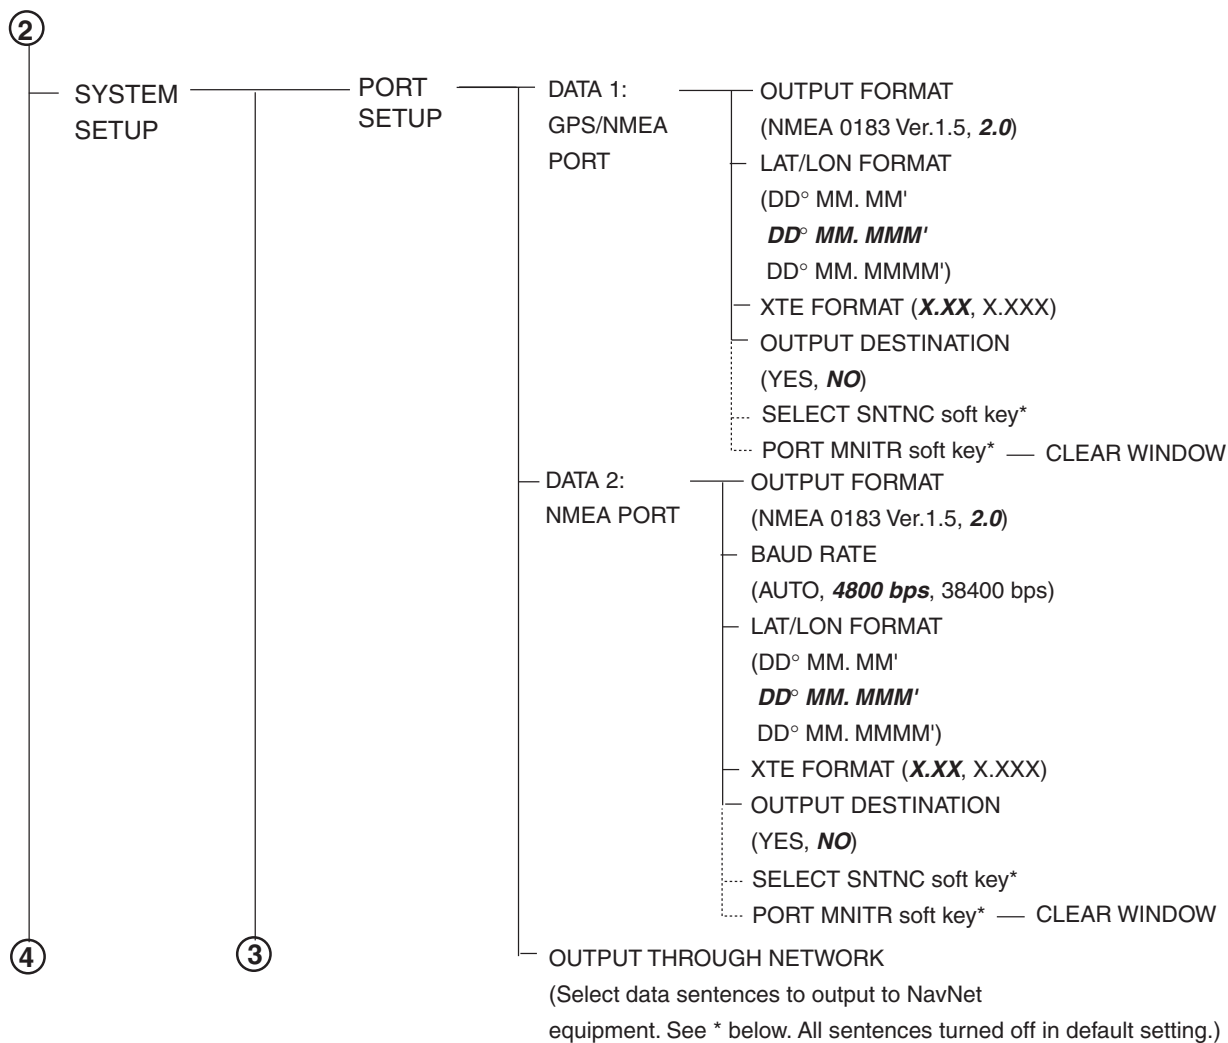 2
SYSTEM
SETUP
PORT
SETUP
DATA 1:
GPS/NMEA
PORT
OUTPUT FORMAT
(NMEA 0183 Ver.1.5, 2.0)
LAT/LON FORMAT
(DD° MM. MM'
DD° MM. MMM'
DD° MM. MMMM')
XTE FORMAT (X.XX, X.XXX)
OUTPUT DESTINATION
(YES, NO)
SELECT SNTNC soft key*
PORT MNITR soft key* — CLEAR WINDOW
DATA 2:
NMEA PORT
OUTPUT FORMAT
(NMEA 0183 Ver.1.5, 2.0)
BAUD RATE
(AUTO, 4800 bps, 38400 bps)
LAT/LON FORMAT
(DD° MM. MM'
DD° MM. MMM'
DD° MM. MMMM')
XTE FORMAT (X.XX, X.XXX)
OUTPUT DESTINATION
(YES, NO)
SELECT SNTNC soft key*
PORT MNITR soft key* — CLEAR WINDOW
OUTPUT THROUGH NETWORK
(Select data sentences to output to NavNet
equipment. See * below. All sentences turned off in default setting.)
4
3